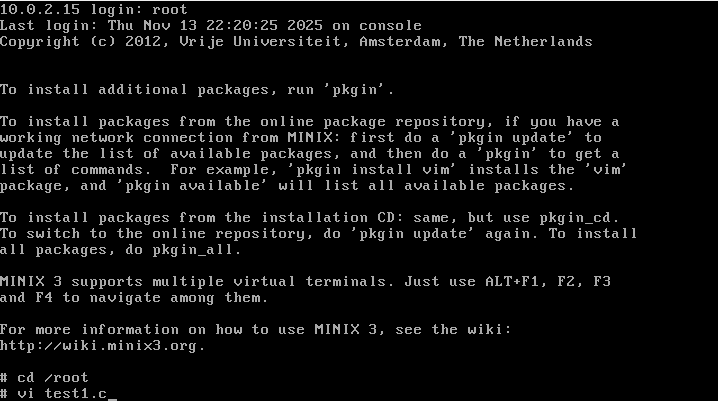 10.0.2.15 login: root
Last login: Thu Nov 13 22:20:25 2025 on console
Copyright (c) 2012, Vrije Universiteit, Amsterdam, The Netherlands
To install additional packages, run 'pkgin'.
To install packages from the online package repository, if you have a
working network connection from MINIX: first do a 'pkgin update' to
update the list of available packages, and then do a 'pkgin' to get a
list of commands.  For example, 'pkgin install vim' installs the 'vim'
package, and 'pkgin available' will list all available packages.
To install packages from the installation CD: same, but use pkgin_cd.
To switch to the online repository, do 'pkgin update' again. To install
all packages, do pkgin_all.
MINIX 3 supports multiple virtual terminals. Just use ALT+F1, F2, F3
and F4 to navigate among them.
For more information on how to use MINIX 3, see the wiki:
http://wiki.minix3.org.
# cd /root
# vi test1.c_